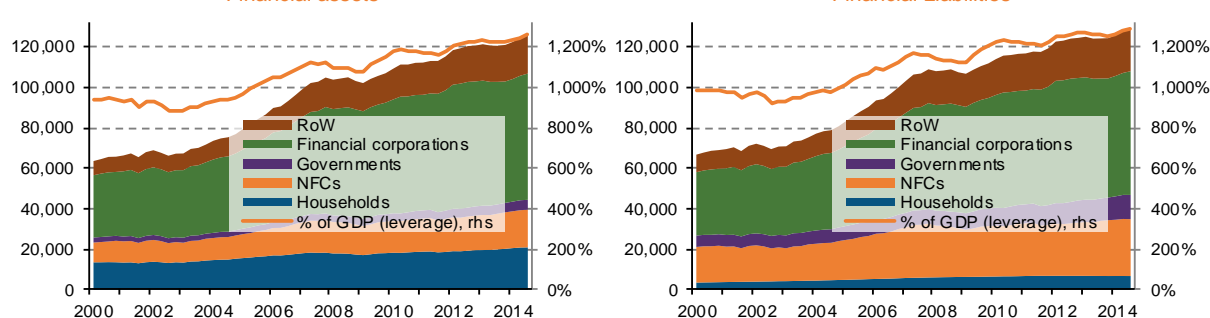 Financial assets
Financial Liabilities
120,000
100,000
80,000
60,000
40,000
20,000
0
1,200%
1,000%
800%
600%
400%
200%
0%
RoW
Financial corporations
Governments
NFCs
Households
% of GDP (leverage), rhs
2000 2002 2004 2006 2008 2010 2012 2014
120,000
100,000
80,000
60,000
40,000
20,000
0
1,200%
1,000%
800%
600%
400%
200%
0%
RoW
Financial corporations
Governments
NFCs
Households
% of GDP (leverage), rhs
2000 2002 2004 2006 2008 2010 2012 2014